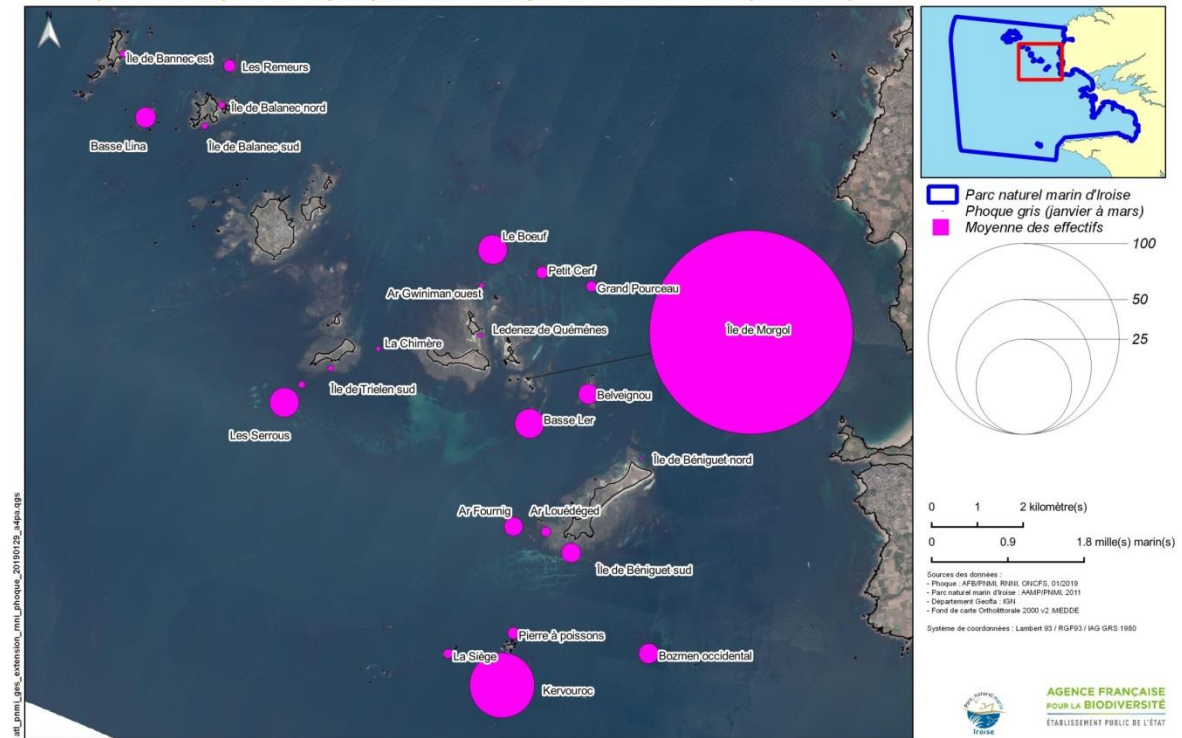 N
Île de Bannec est
Les Remeurs
Île de Balanec nord
Basse Lina
Île de Balanec sud
Le Boeuf
Petit Cerf
Ar Gwiniman ouest
Grand Pourceau
Ledenez de Quéménès
Île de Morgol
La Chimère
Île de Trielen sud
Belveignou
Les Serrous
Basse Ler
Île de Béniguet nord
Ar Fournig
Ar Louédéged
Île de Béniguet sud
Pierre à poissons
La Siège
Bozmen occidental
Kervouroc
Parc naturel marin d'Iroise
Phoque gris (janvier à mars)
Moyenne des effectifs
100
50
25
0 1 2 kilomètre(s)
0 0.9 1.8 mille(s) marin(s)
Sources des données :
- Phoque : AFB/PNMI, RNNI, ONCFS, 01/2019
- Parc naturel marin d'Iroise : AAMP/PNMI, 2011
- Département Geofla : IGN
- Fond de carte Ortholittorale 2000 v2 :MEDDE
Système de coordonnées : Lambert 93 / RGF93 / IAG GRS 1980
Parc naturel marin
Iroise
AGENCE FRANÇAISE
POUR LA BIODIVERSITÉ
ÉTABLISSEMENT PUBLIC DE L'ÉTAT